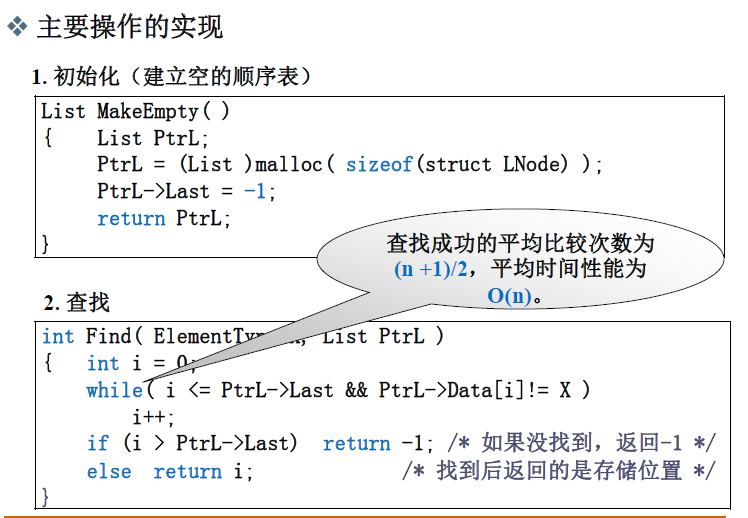 主要操作的实现
1. 初始化（建立空的顺序表）
List MakeEmpty( )
{ List PtrL;
PtrL = (List )malloc( sizeof(struct LNode) );
PtrL->Last = -1;
return PtrL;
}
查找成功的平均比较次数为
(n +1)/2，平均时间性能为
O(n)。
2. 查找
int Find( List PtrL )
{ int i = 0;
while( i <= PtrL->Last && PtrL->Data[i]!= X )
i++;
if (i > PtrL->Last) return -1; /* 如果没找到，返回-1 */
else return i; /* 找到后返回的是存储位置 */
}